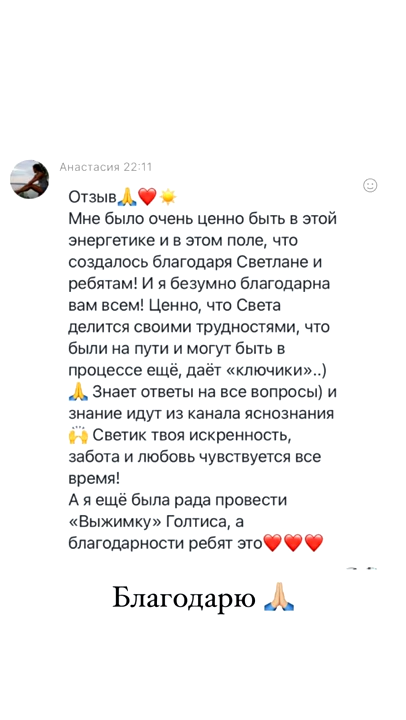 Анастасия 22:11
Отзыв🙏❤️☀️
Мне было очень ценно быть в этой
энергетике и в этом поле, что
создалось благодаря Светлане и
ребятам! И я безумно благодарна
вам всем! Ценно, что Света
делится своими трудностями, что
были на пути и могут быть в
процессе ещё, даёт «ключики»..)
🙏 Знает ответы на все вопросы) и
знание идут из канала яснознания
🙌 Светик твоя искренность,
забота и любовь чувствуется все
время!
А я ещё была рада провести
«Выжимку» Голтиса, а
благодарности ребят это❤️❤️❤️
Благодарю 🙏🏻